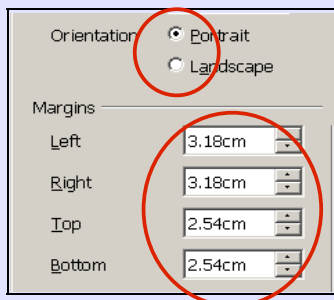 Orientation Portrait
Landscape
Margins
Left 3.18cm
Right 3.18cm
Top 2.54cm
Bottom 2.54cm